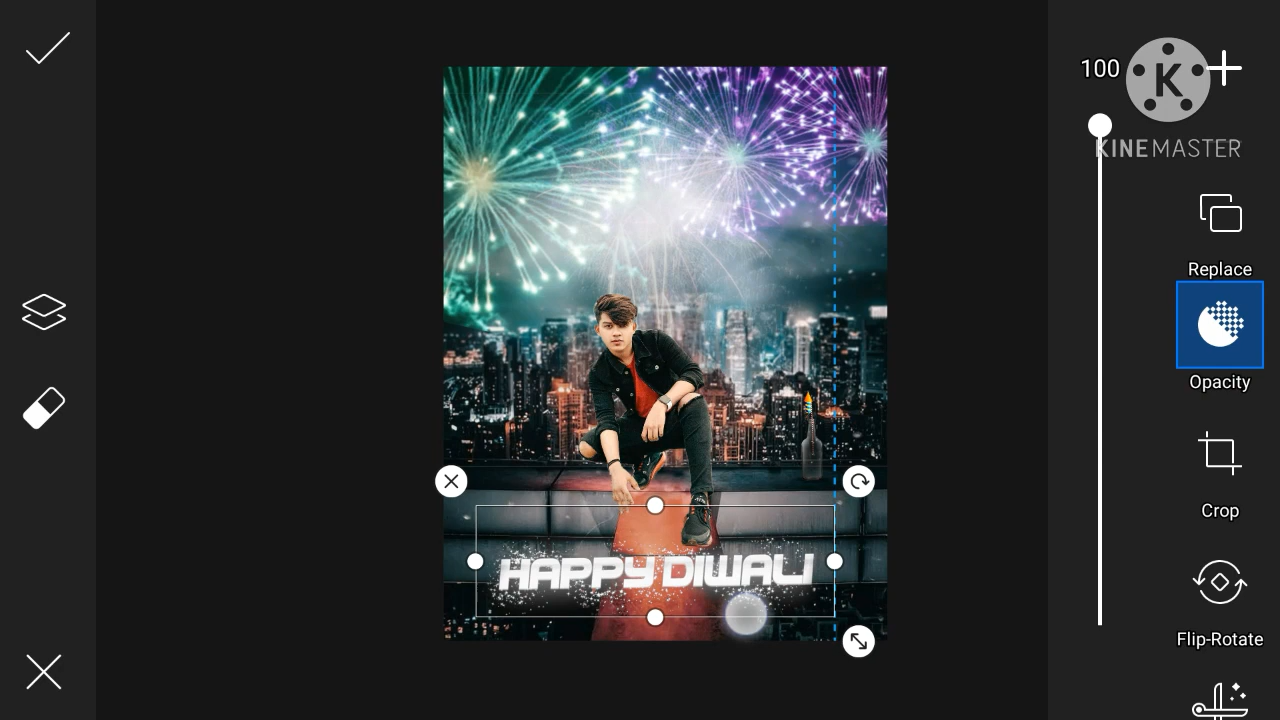 100
K
KINEMASTER
Replace
Opacity
Crop
HAPPY DIWALI
Flip-Rotate